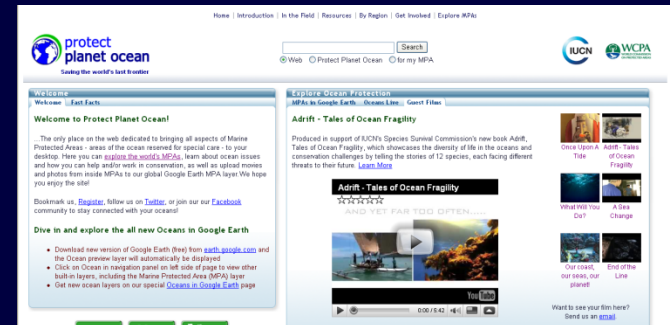 Home | Introduction | In the Field | Resources | By Region | Get Involved | Explore MPAs
protect
planet ocean
Saving the world's last frontier
Search
Web Protect Planet Ocean for my MPA
IUCN
WCPA
Welcome
Welcome Fast Facts
Welcome to Protect Planet Ocean!
...The only place on the web dedicated to bringing all aspects of Marine
Protected Areas - areas of the ocean reserved for special care - to your
desktop. Here you can explore the world's MPAs, learn about ocean issues
and how you can help and/or work in conservation, as well as upload movies
and photos from inside MPAs to our global Google Earth MPA layer. We hope
you enjoy the site!
Bookmark us, Register, follow us on Twitter, or join our our Facebook
community to stay connected with your oceans!
Dive in and explore the all new Oceans in Google Earth
Download new version of Google Earth (free) from earth.google.com and
the Ocean preview layer will automatically be displayed
Click on Ocean in navigation panel on left side of page to view other
built-in layers, including the Marine Protected Area (MPA) layer
Get new ocean layers on our special Oceans in Google Earth page
Explore Ocean Protection
MPAs in Google Earth Oceans Live Guest Films
Adrift - Tales of Ocean Fragility
Produced in support of IUCN's Species Survival Commission's new book Adrift,
Tales of Ocean Fragility, which showcases the diversity of life in the oceans and
conservation challenges by telling the stories of 12 species, each facing different
threats to their future. Learn More
Adrift - Tales of Ocean Fragility
AND YET FAR TOO OFTEN.....
YouTube
0:00 / 5:42
Once Upon A
Tide
Adrift - Tales
of Ocean
Fragility
What Will You
Do?
A Sea
Change
Our coast,
our seas, our
planet!
End of the
Line
Want to see your film here?
Send us an email.